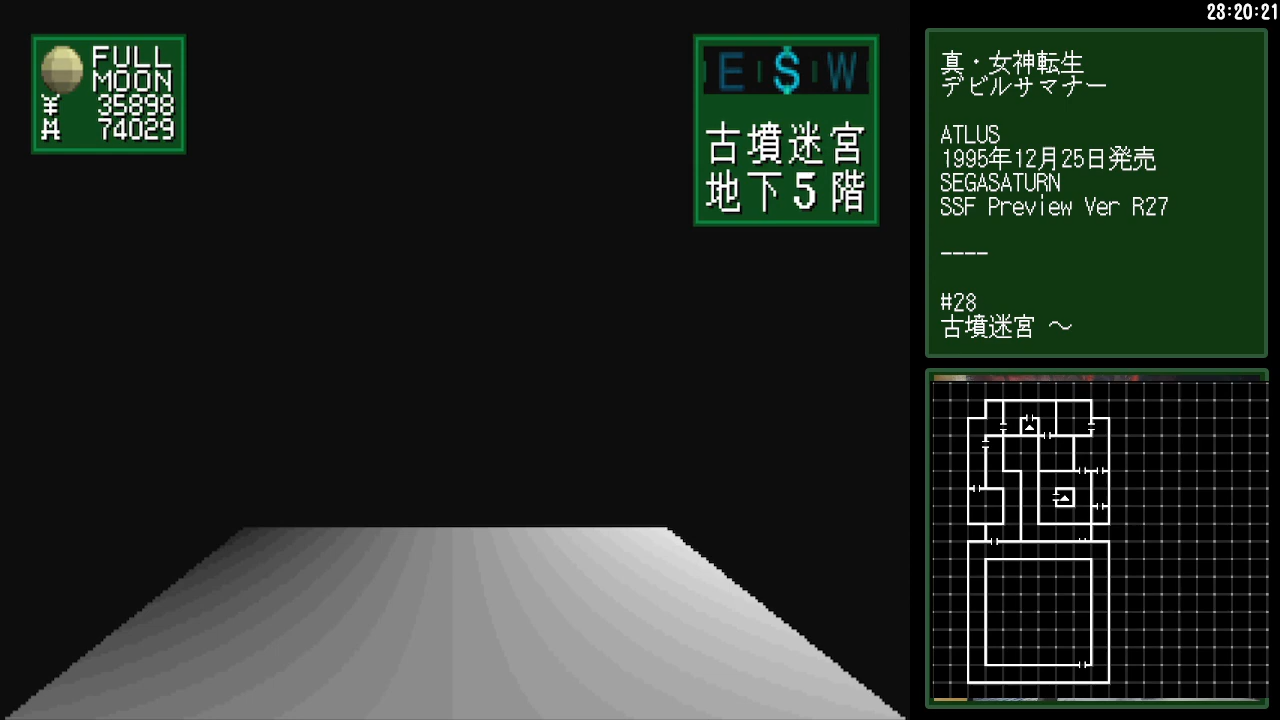 23:20:21
FULL
MOON
¥ 35898
74029
E S W
古墳迷宮
地下5階
真・女神転生
デビルサマナー
ATLUS
1995年12月25日発売
SEGASATURN
SSF Preview Ver R27
----
#28
古墳迷宮 ～